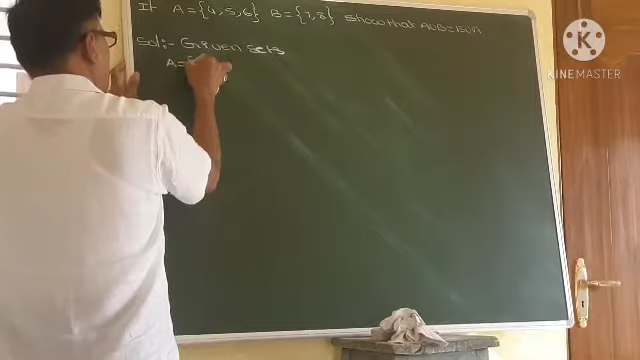 If A={4,5,6} B={7,8} Show that AUB=BUA
Sol:- Given sets
A={
K
KINEMASTER